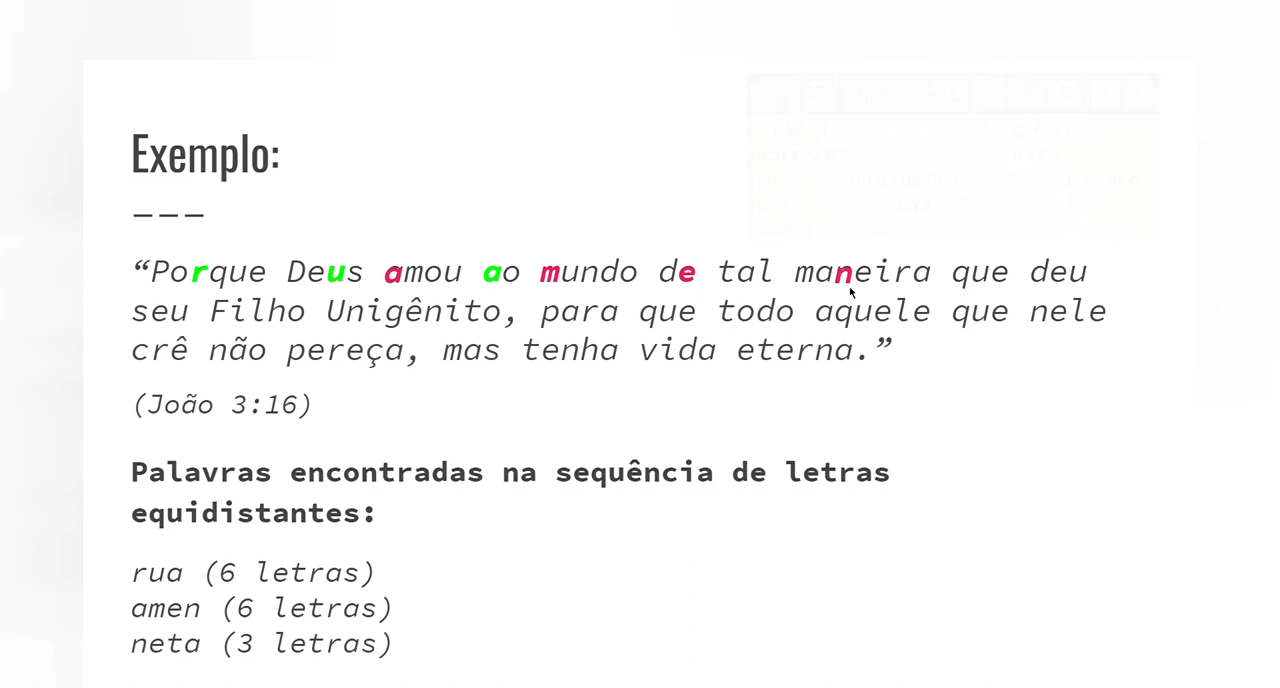 Exemplo:
———
“Porque Deus amou ao mundo de tal maneira que deu
seu Filho Unigênito, para que todo aquele que nele
crê não pereça, mas tenha vida eterna.”
(João 3:16)
Palavras encontradas na sequência de letras
equidistantes:
rua (6 letras)
amen (6 letras)
neta (3 letras)